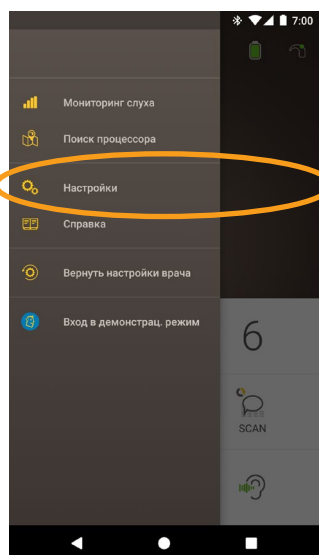 7:00
Мониторинг слуха
Поиск процессора
Настройки
Справка
Вернуть настройки врача
Вход в демонстрац. режим
6
SCAN